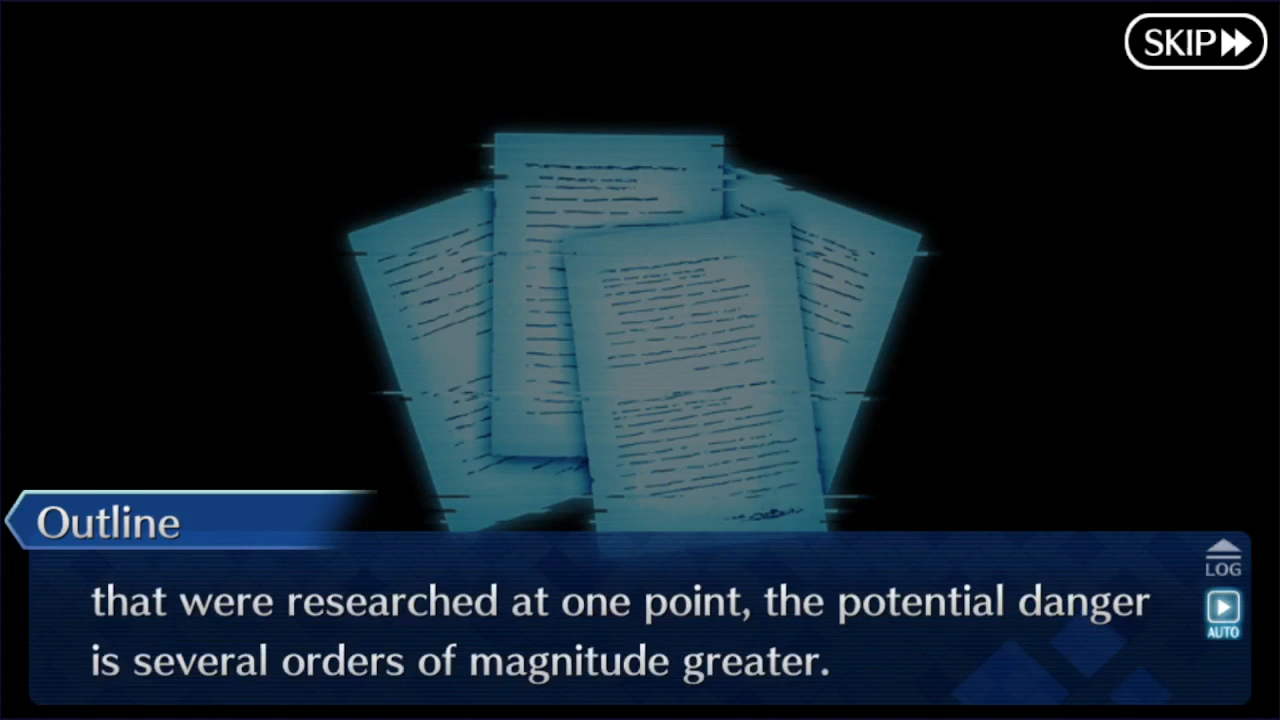 SKIP
Outline
that were researched at one point, the potential danger
is several orders of magnitude greater.
LOG
AUTO